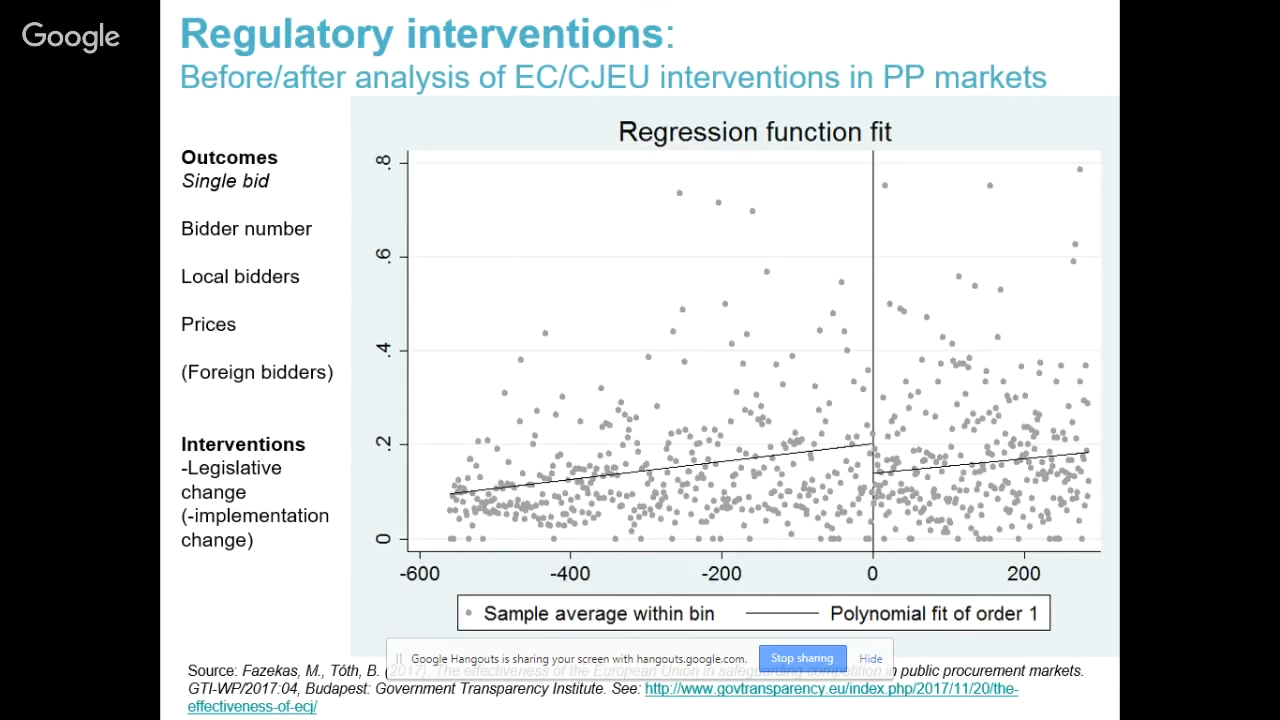 Google
Regulatory interventions:
Before/after analysis of EC/CJEU interventions in PP markets
Outcomes
Single bid
Bidder number
Local bidders
Prices
(Foreign bidders)
Interventions
-Legislative
change
(-implementation
change)
Regression function fit
.8
.6
.4
.2
0
-600 -400 -200 0 200
Sample average within bin Polynomial fit of order 1
Google Hangouts is sharing your screen with hangouts.google.com. Stop sharing Hide
Source: Fazekas, M., Tóth, B. (2017). The effectiveness of the European Union in safeguarding competition in public procurement markets.
GTI-WP/2017:04, Budapest: Government Transparency Institute. See: http://www.govtransparency.eu/index.php/2017/11/20/the-
effectiveness-of-ecj/